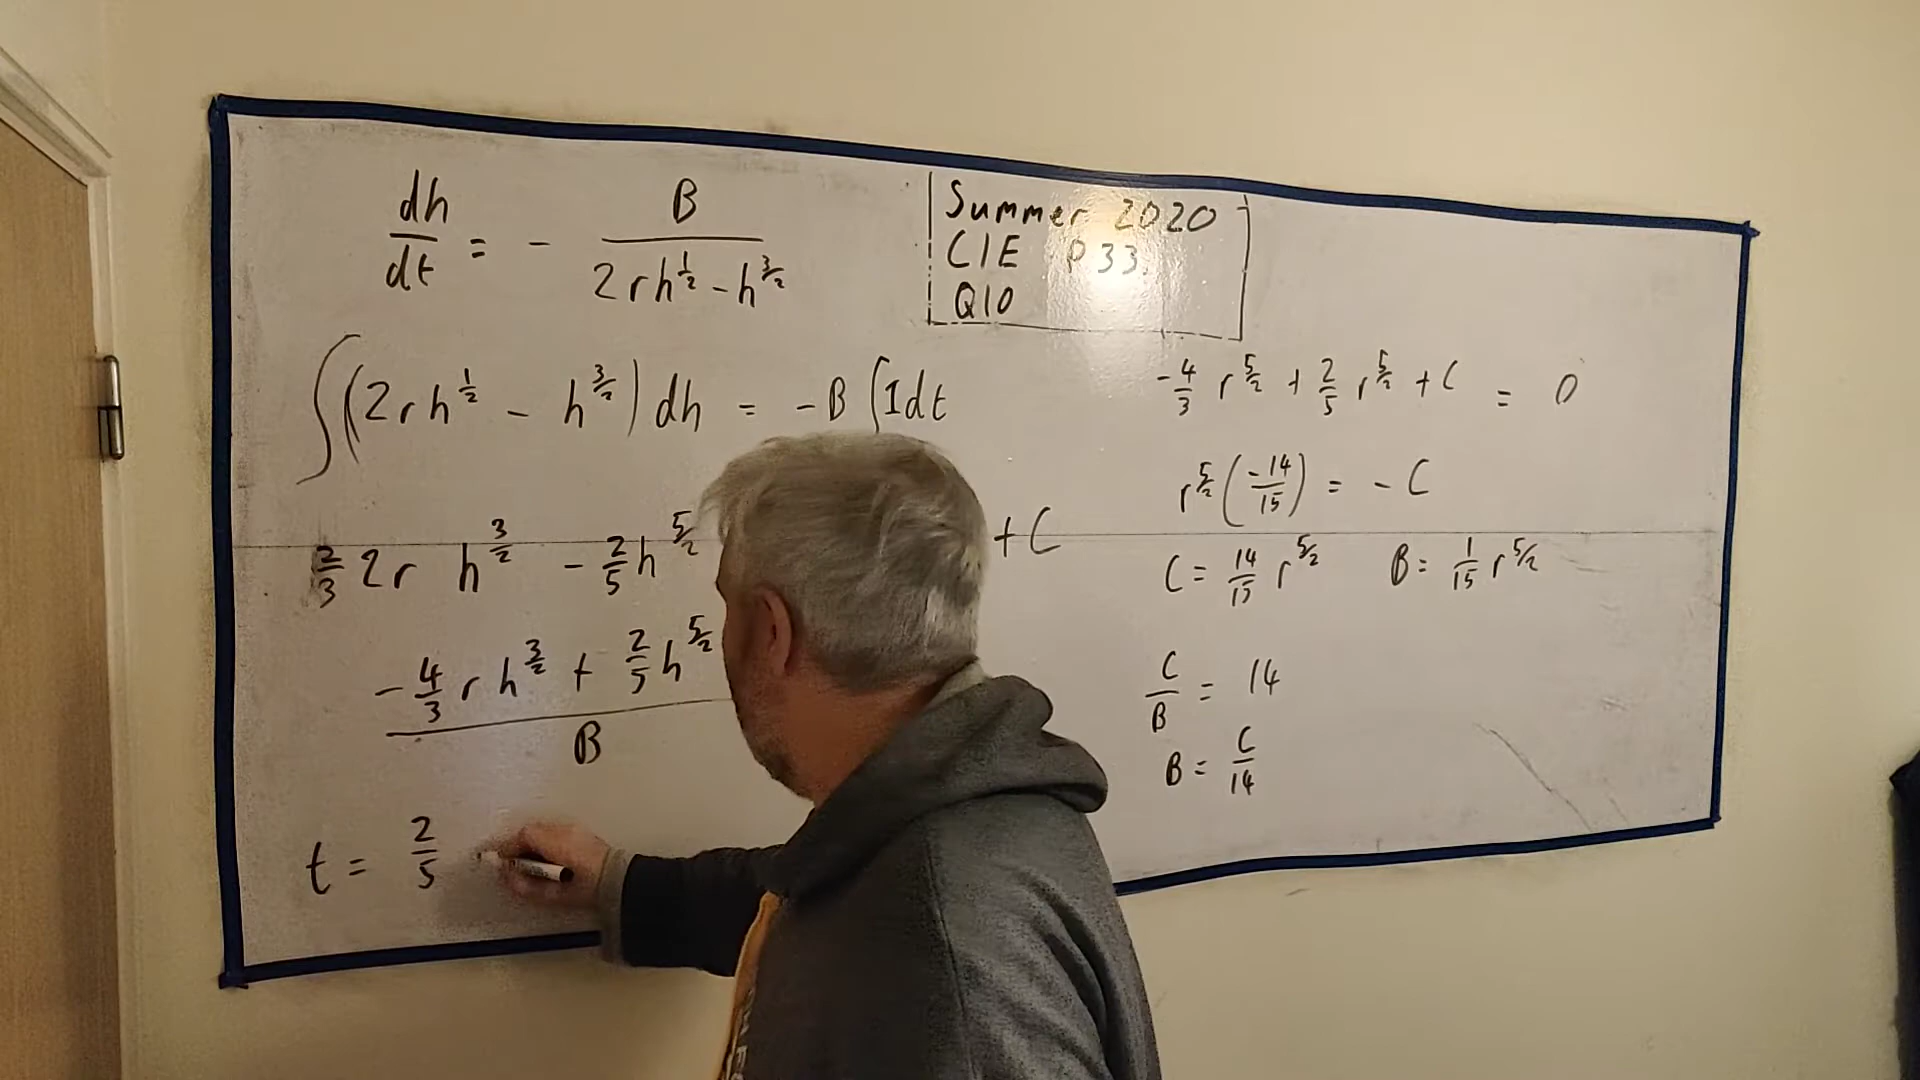 dh/dt = - B/(2rh^(1/2) - h^(3/2))
Summer 2020
CIE P33
Q10
∫(2rh^(1/2) - h^(3/2)) dh = -B ∫1dt
2/3 2r h^(3/2) - 2/5 h^(5/2) + C
(-4/3 r h^(3/2) + 2/5 h^(5/2))/B
t = 2/5
-4/3 r^(5/2) + 2/5 r^(5/2) + C = 0
r^(5/2) (-14/15) = - C
C = 14/15 r^(5/2) B = 1/15 r^(5/2)
C/B = 14
B = C/14